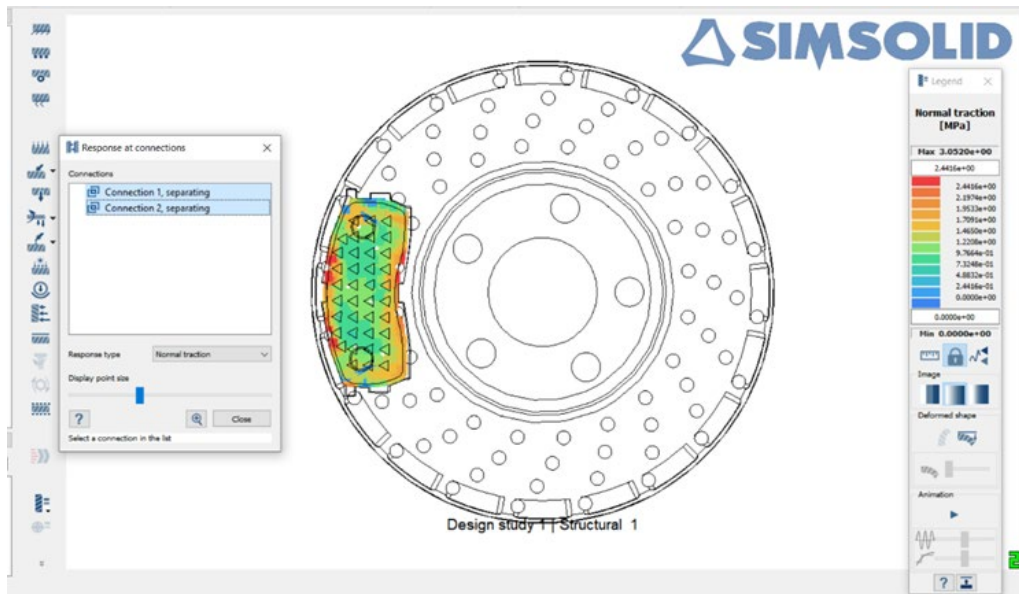 SIMSOLID
Response at connections
Connections
Connection 1, separating
Connection 2, separating
Response type
Normal traction
Display point size
?
Close
Select a connection in the list
Design study 1 | Structural 1
Legend
Normal traction
[MPa]
Max 3.0520e+00
2.4416e+00
2.4416e+00
2.1974e+00
1.9533e+00
1.7091e+00
1.4650e+00
1.2208e+00
9.7664e-01
7.3248e-01
4.8832e-01
2.4416e-01
0.0000e+00
0.0000e+00
Min 0.0000e+00
Image
Deformed shape
Animation
?